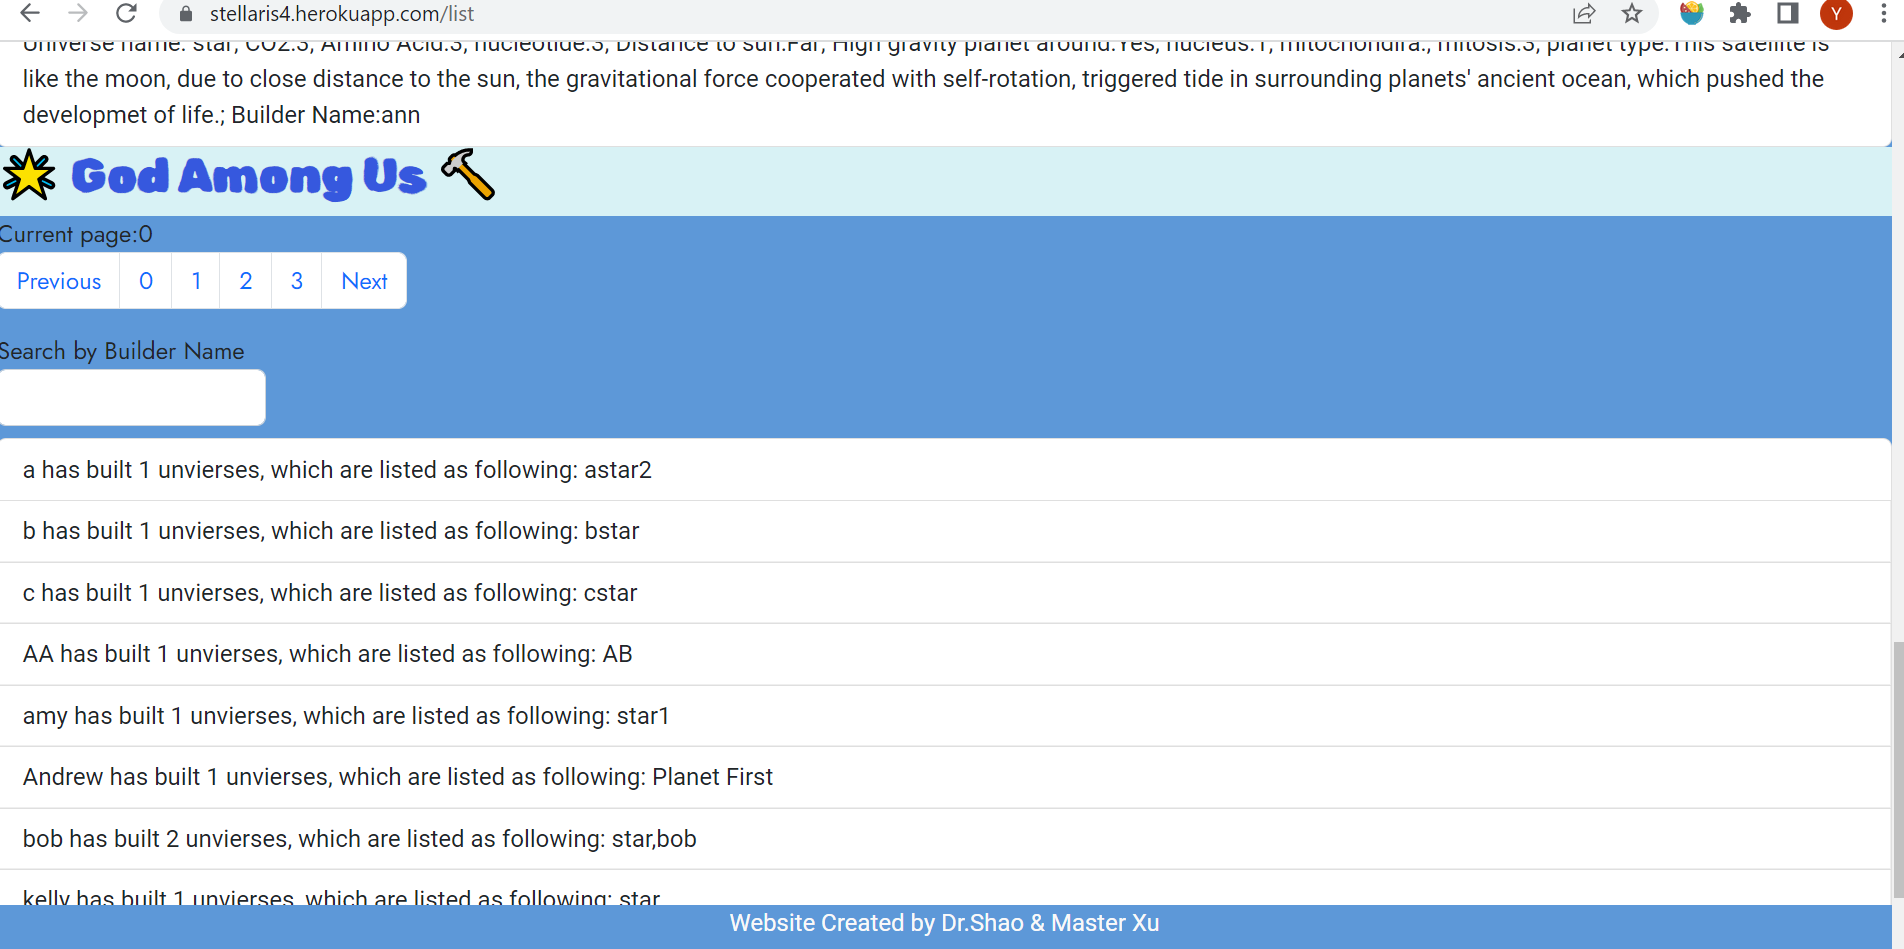 stellaris4.herokuapp.com/list
Y
Universe name: star; CO2:3; Amino Acid:3; nucleotide:3; Distance to sun:Far; High gravity planet around:Yes; nucleus:1; mitochondira:; mitosis:3; planet type:This satellite is
like the moon, due to close distance to the sun, the gravitational force cooperated with self-rotation, triggered tide in surrounding planets' ancient ocean, which pushed the
developmet of life.; Builder Name:ann
God Among Us
Current page:0
Previous 0 1 2 3 Next
Search by Builder Name
a has built 1 unvierses, which are listed as following: astar2
b has built 1 unvierses, which are listed as following: bstar
c has built 1 unvierses, which are listed as following: cstar
AA has built 1 unvierses, which are listed as following: AB
amy has built 1 unvierses, which are listed as following: star1
Andrew has built 1 unvierses, which are listed as following: Planet First
bob has built 2 unvierses, which are listed as following: star,bob
kelly has built 1 unvierses, which are listed as following: star
Website Created by Dr.Shao & Master Xu